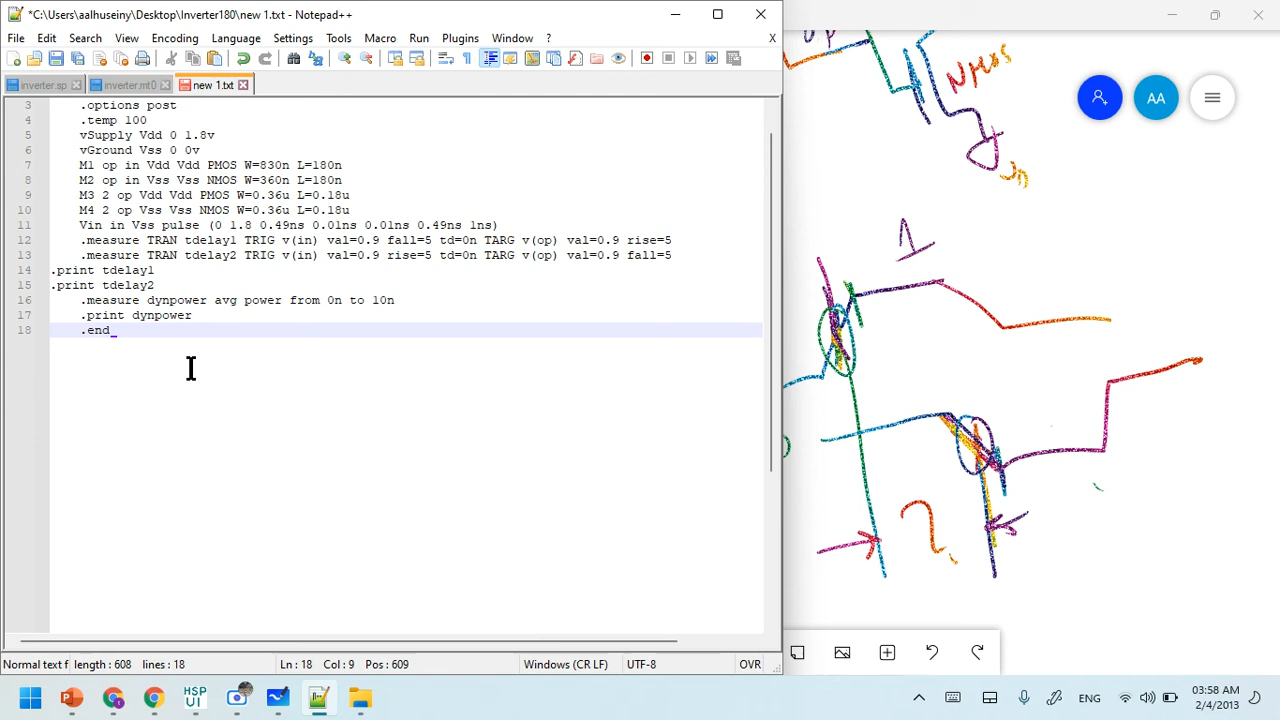 *C:\Users\aalhuseiny\Desktop\Inverter180\new 1.txt - Notepad++
File Edit Search View Encoding Language Settings Tools Macro Run Plugins Window ? X
inverter.sp inverter.mt0 new 1.txt
3 .options post
4 .temp 100
5 vSupply Vdd 0 1.8v
6 vGround Vss 0 0v
7 M1 op in Vdd Vdd PMOS W=830n L=180n
8 M2 op in Vss Vss NMOS W=360n L=180n
9 M3 2 op Vdd Vdd PMOS W=0.36u L=0.18u
10 M4 2 op Vss Vss NMOS W=0.36u L=0.18u
11 Vin in Vss pulse (0 1.8 0.49ns 0.01ns 0.01ns 0.49ns 1ns)
12 .measure TRAN tdelay1 TRIG v(in) val=0.9 fall=5 td=0n TARG v(op) val=0.9 rise=5
13 .measure TRAN tdelay2 TRIG v(in) val=0.9 rise=5 td=0n TARG v(op) val=0.9 fall=5
14 .print tdelay1
15 .print tdelay2
16 .measure dynpower avg power from 0n to 10n
17 .print dynpower
18 .end
Normal text f length : 608 lines : 18 Ln : 18 Col : 9 Pos : 609 Windows (CR LF) UTF-8 OVR
NMOS
AA
1
?
HSP
UI
ENG
03:58 AM
2/4/2013